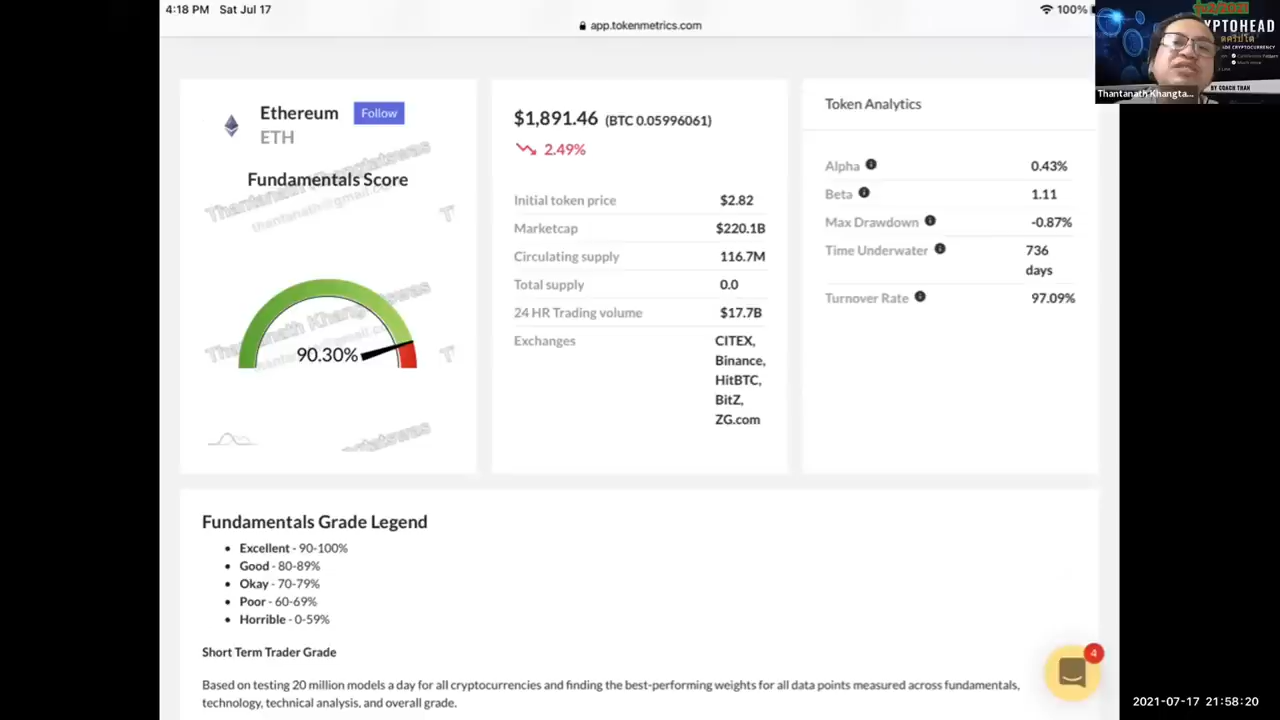 4:18 PM Sat Jul 17
100%
app.tokenmetrics.com
YPTOHEAD
BY COACH THAN
Thantanath Khangta...
Ethereum
Follow
ETH
Fundamentals Score
thantanath@gmail.com
90.30%
$1,891.46 (BTC 0.05996061)
2.49%
Initial token price $2.82
Marketcap $220.1B
Circulating supply 116.7M
Total supply 0.0
24 HR Trading volume $17.7B
Exchanges CITEX,
Binance,
HitBTC,
BitZ,
ZG.com
Token Analytics
Alpha 0.43%
Beta 1.11
Max Drawdown -0.87%
Time Underwater 736
days
Turnover Rate 97.09%
Fundamentals Grade Legend
• Excellent - 90-100%
• Good - 80-89%
• Okay - 70-79%
• Poor - 60-69%
• Horrible - 0-59%
Short Term Trader Grade
Based on testing 20 million models a day for all cryptocurrencies and finding the best-performing weights for all data points measured across fundamentals,
technology, technical analysis, and overall grade.
4
2021-07-17 21:58:20